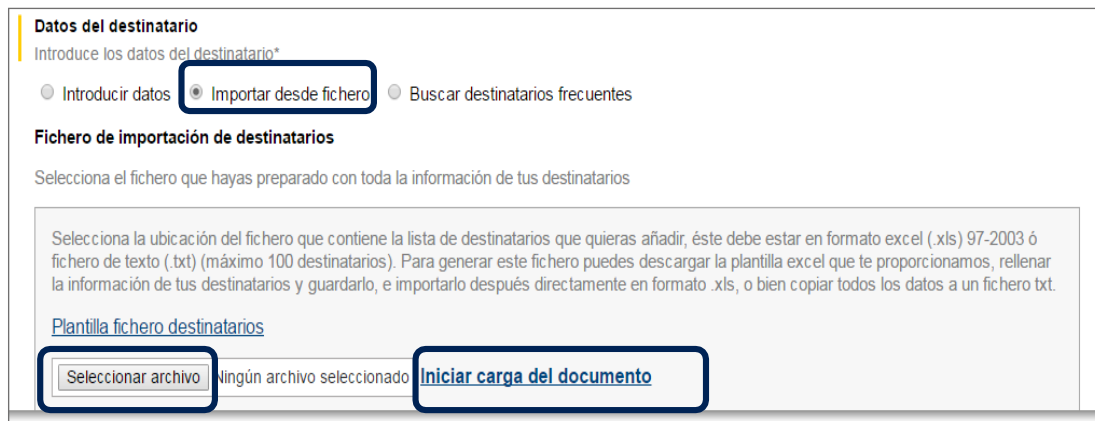 Datos del destinatario
Introduce los datos del destinatario*
Introducir datos Importar desde fichero Buscar destinatarios frecuentes
Fichero de importación de destinatarios
Selecciona el fichero que hayas preparado con toda la información de tus destinatarios
Selecciona la ubicación del fichero que contiene la lista de destinatarios que quieras añadir, éste debe estar en formato excel (.xls) 97-2003 ó
fichero de texto (.txt) (máximo 100 destinatarios). Para generar este fichero puedes descargar la plantilla excel que te proporcionamos, rellenar
la información de tus destinatarios y guardarlo, e importarlo después directamente en formato .xls, o bien copiar todos los datos a un fichero txt.
Plantilla fichero destinatarios
Seleccionar archivo Ningún archivo seleccionado Iniciar carga del documento